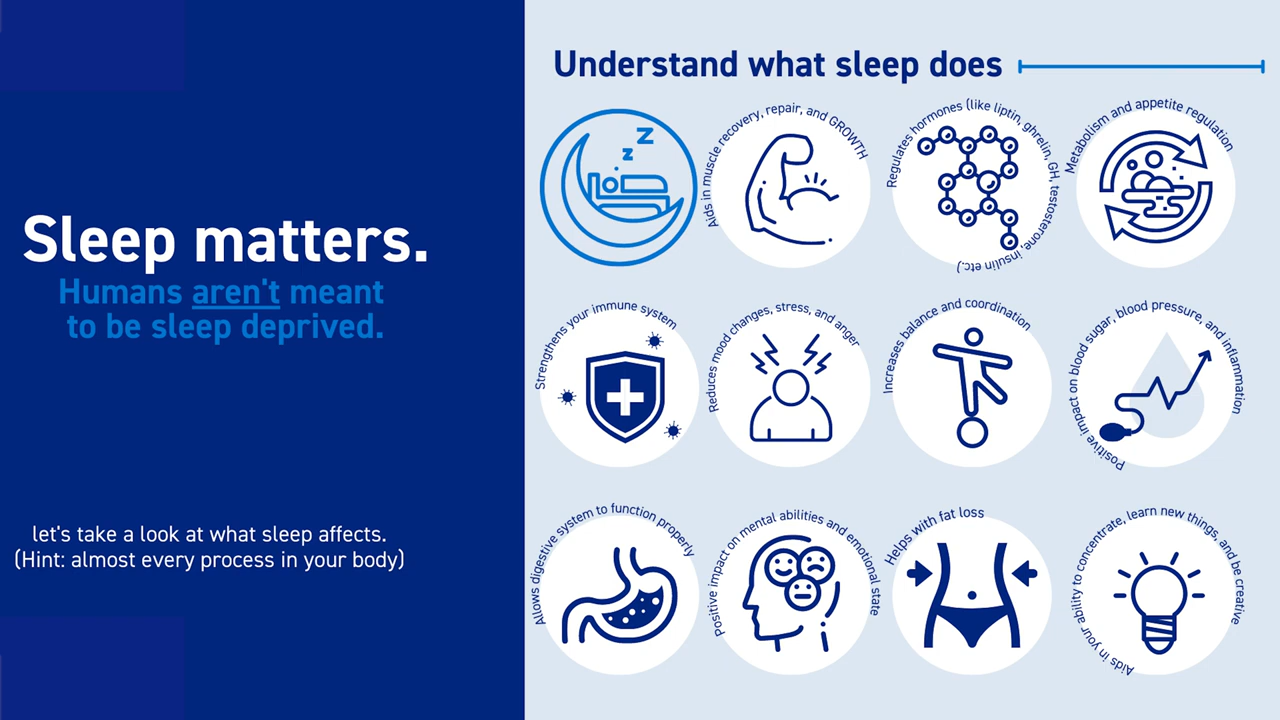 Sleep matters.
Humans aren't meant
to be sleep deprived.
let's take a look at what sleep affects.
(Hint: almost every process in your body)
Understand what sleep does
z
Z
Aids in muscle recovery, repair, and GROWTH
Regulates hormones (like liptin, ghrelin, GH, testosterone, insulin etc.)
Metabolism and appetite regulation
Strengthens your immune system
Reduces mood changes, stress, and anger
Increases balance and coordination
Positive impact on blood sugar, blood pressure, and inflammation
Allows digestive system to function properly
Positive impact on mental abilities and emotional state
Helps with fat loss
Aids in your ability to concentrate, learn new things, and be creative